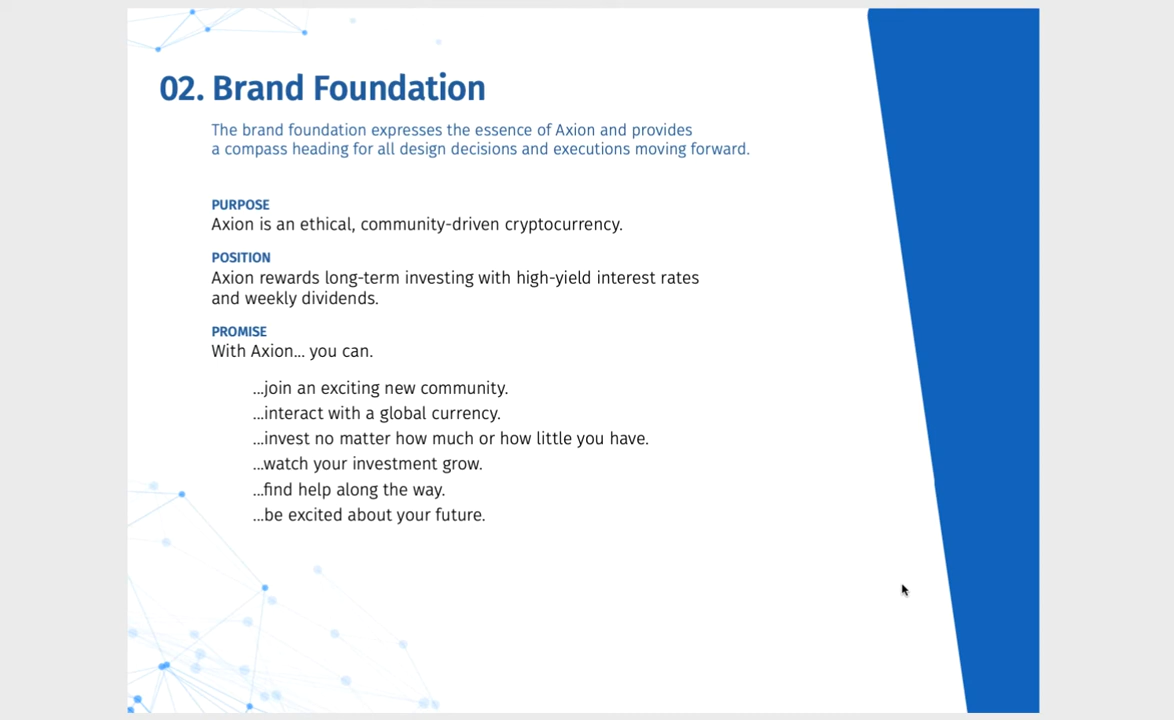 02. Brand Foundation
The brand foundation expresses the essence of Axion and provides
a compass heading for all design decisions and executions moving forward.
PURPOSE
Axion is an ethical, community-driven cryptocurrency.
POSITION
Axion rewards long-term investing with high-yield interest rates
and weekly dividends.
PROMISE
With Axion... you can.
...join an exciting new community.
...interact with a global currency.
...invest no matter how much or how little you have.
...watch your investment grow.
...find help along the way.
...be excited about your future.